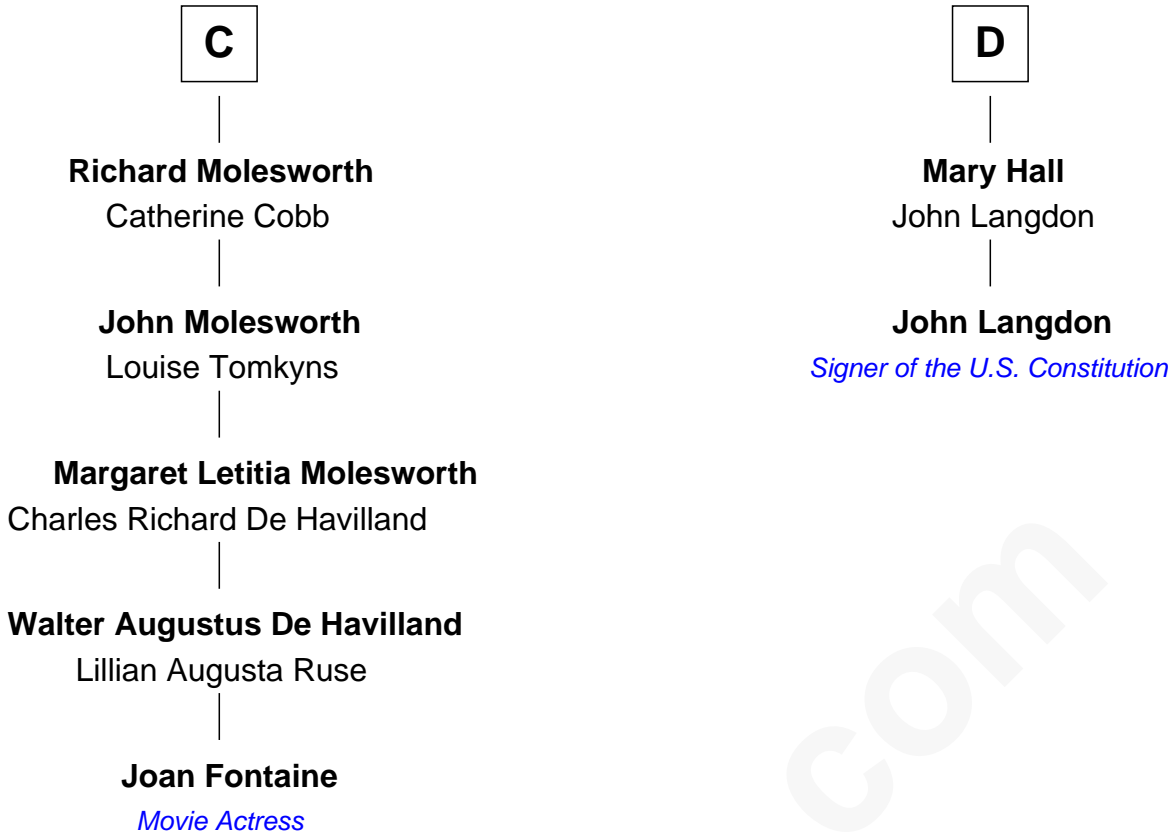 C
Richard Molesworth
Catherine Cobb
John Molesworth
Louise Tomkyns
Margaret Letitia Molesworth
Charles Richard De Havilland
Walter Augustus De Havilland
Lillian Augusta Ruse
Joan Fontaine
Movie Actress
D
Mary Hall
John Langdon
John Langdon
Signer of the U.S. Constitution
com